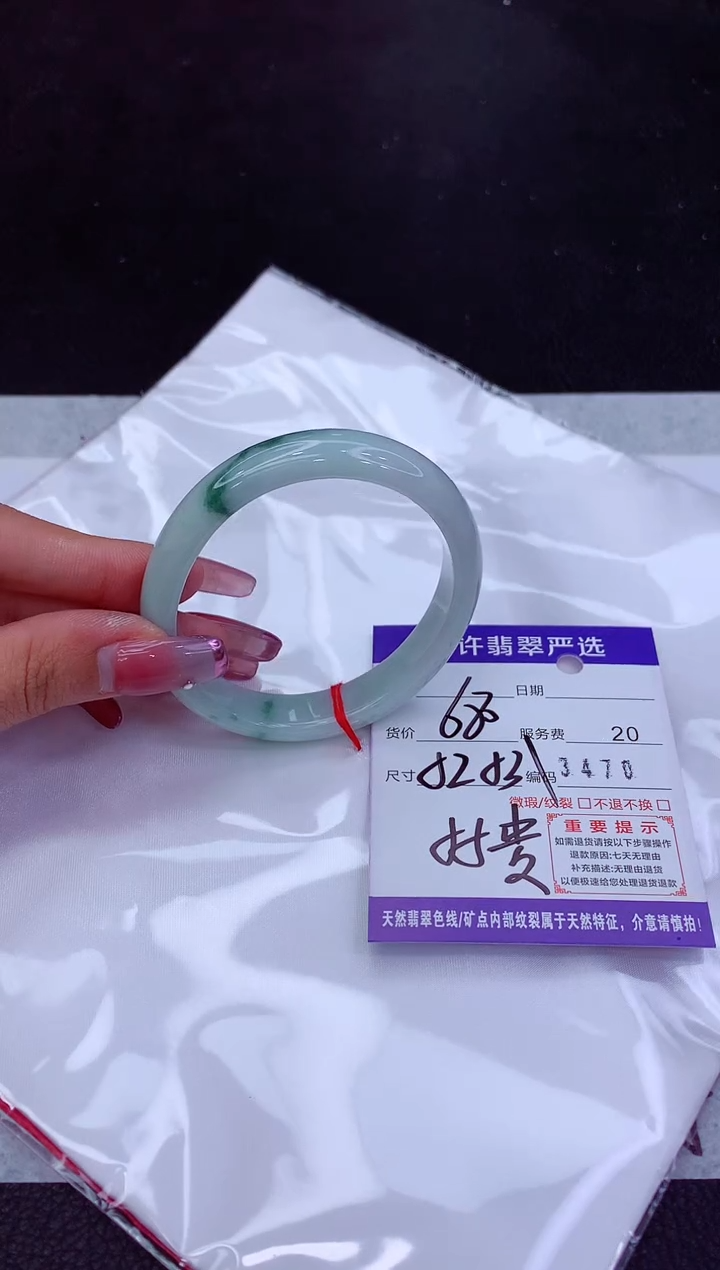 许翡翠严选
日期
货价 680 服务费 20
尺寸 编码 3470
微瑕/纹裂 □不退不换 □
重要提示
如需退货请按以下步骤操作
退款原因:七天无理由
补充描述:无理由退货
以便极速给您处理退货退款
贵
天然翡翠色线/矿点内部纹裂属于天然特征，介意请慎拍!